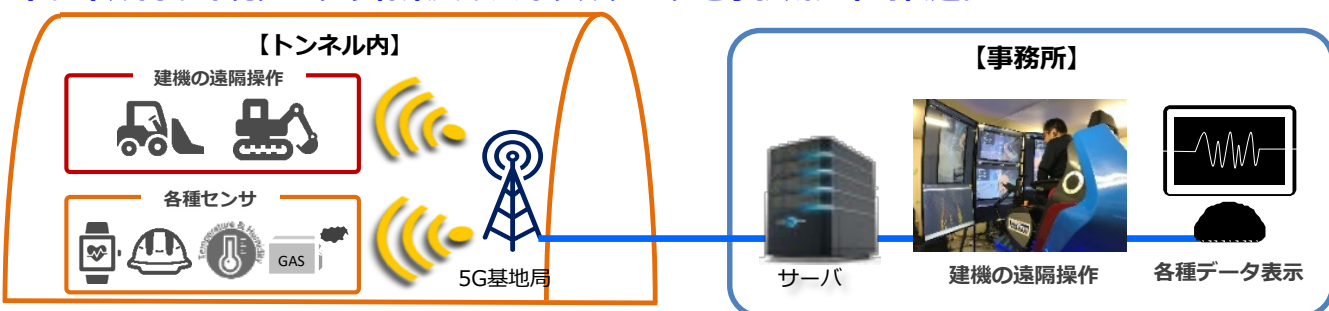 【トンネル内】
建機の遠隔操作
各種センサ
Temperature & Humidity
GAS
5G基地局
【事務所】
サーバ
建機の遠隔操作
各種データ表示